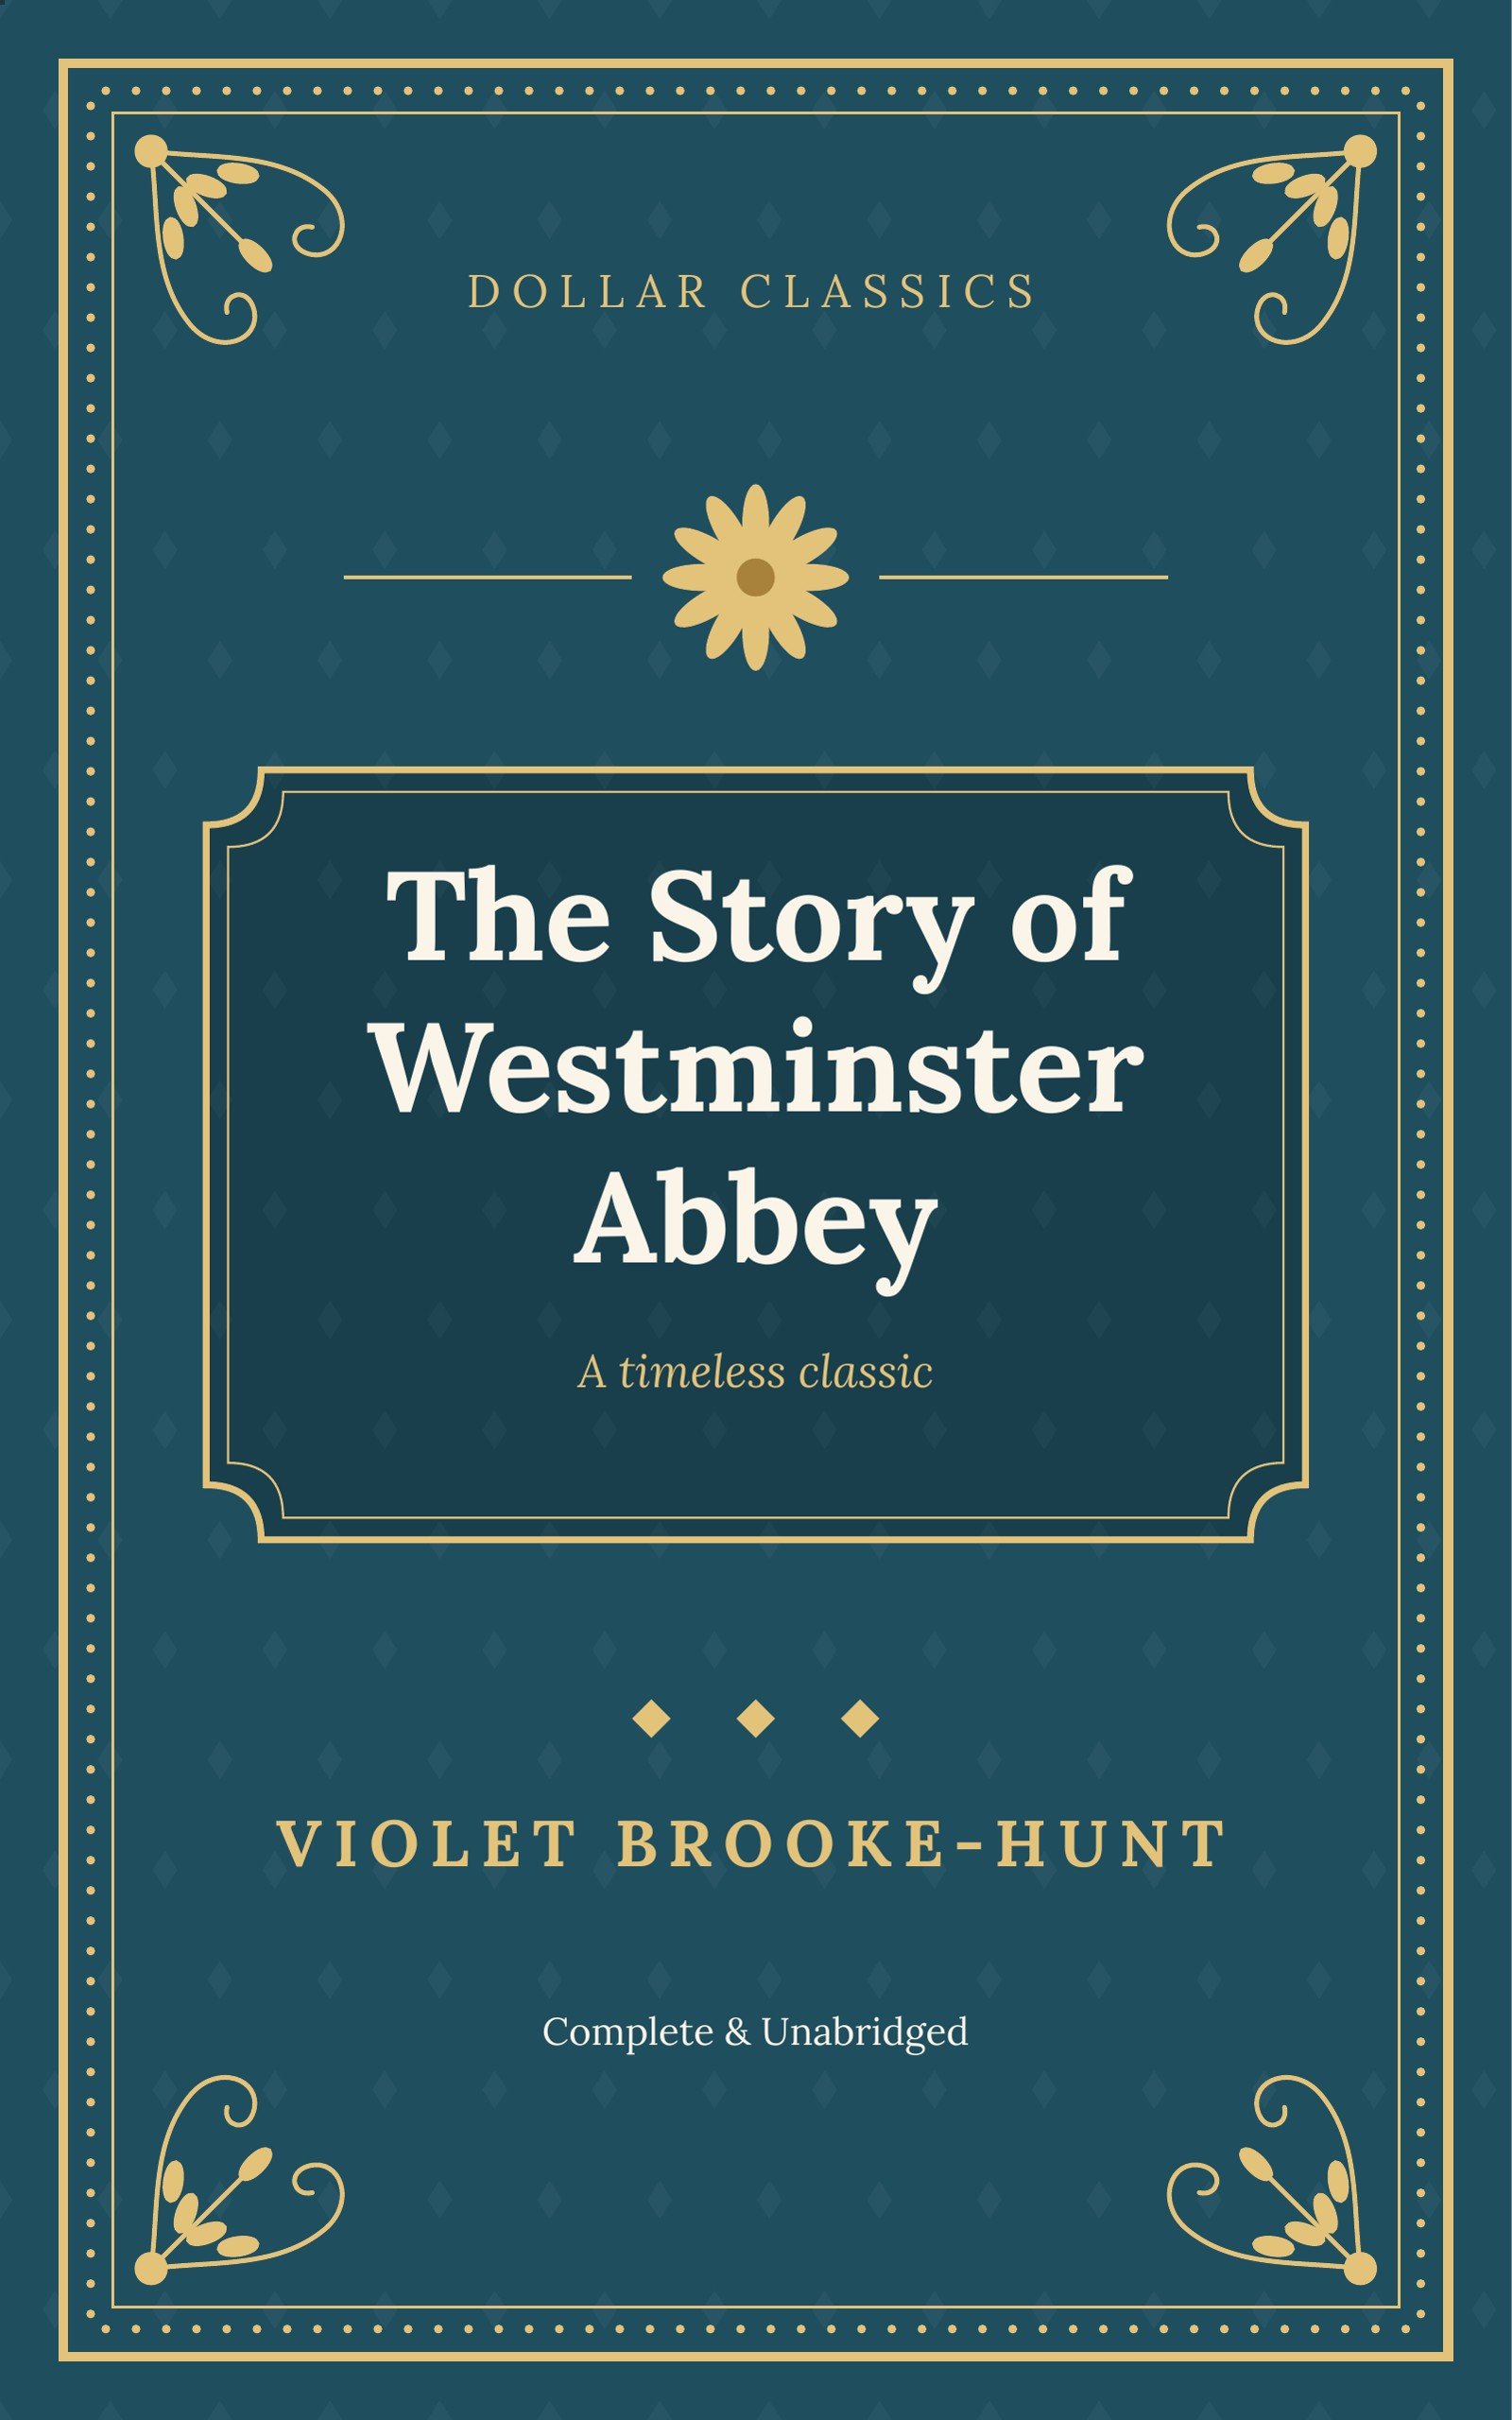 DOLLAR CLASSICS
The Story of
Westminster
Abbey
A timeless classic
VIOLET BROOKE-HUNT
Complete & Unabridged